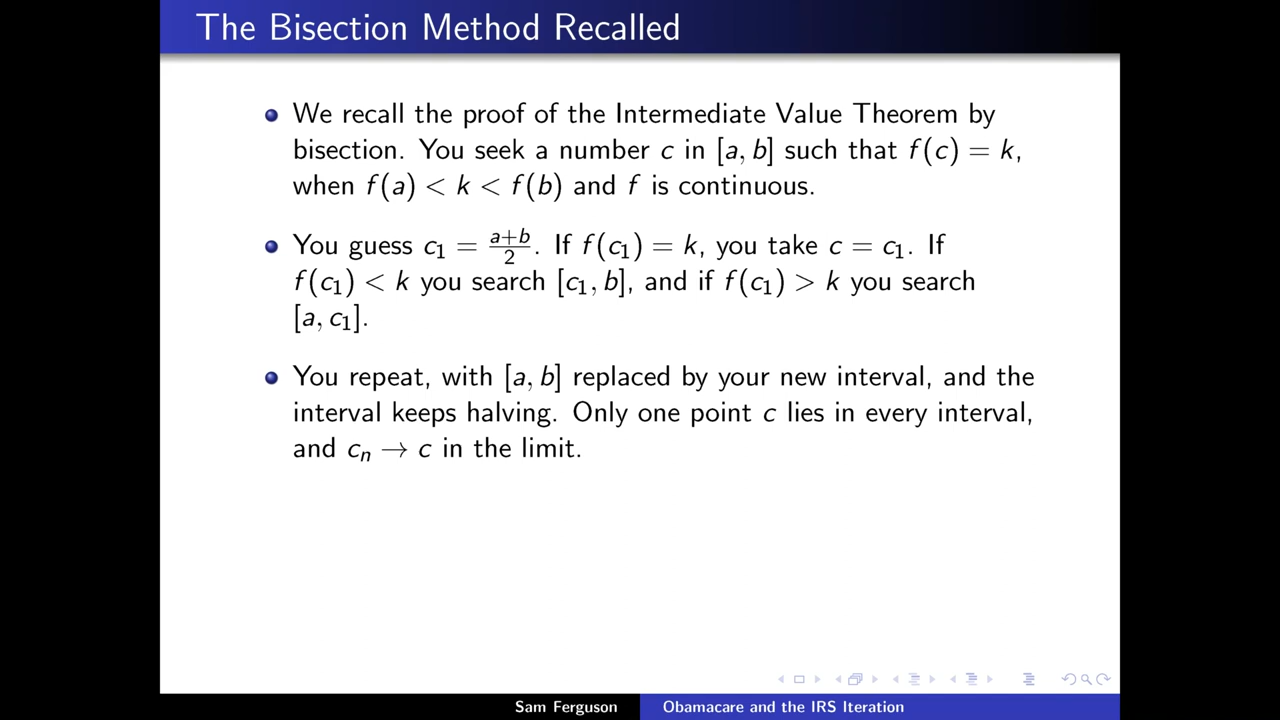 The Bisection Method Recalled
We recall the proof of the Intermediate Value Theorem by
bisection. You seek a number c in [a, b] such that f(c) = k,
when f(a) < k < f(b) and f is continuous.
You guess c₁ = a+b/2. If f(c₁) = k, you take c = c₁. If
f(c₁) < k you search [c₁, b], and if f(c₁) > k you search
[a, c₁].
You repeat, with [a, b] replaced by your new interval, and the
interval keeps halving. Only one point c lies in every interval,
and cₙ → c in the limit.
Sam Ferguson
Obamacare and the IRS Iteration